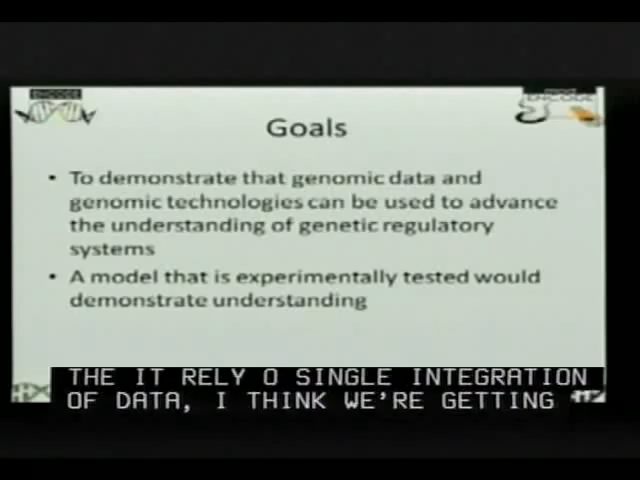 ENCODE
ENCODE
Goals
• To demonstrate that genomic data and
genomic technologies can be used to advance
the understanding of genetic regulatory
systems
• A model that is experimentally tested would
demonstrate understanding
THE IT RELY O SINGLE INTEGRATION
OF DATA, I THINK WE'RE GETTING